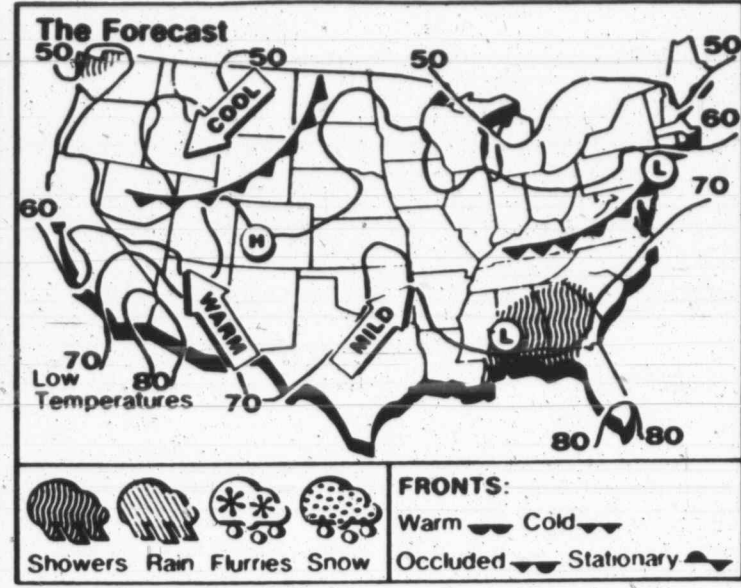 The Forecast
50 50 50 50
COOL
60
60
L
70
H
WARM
MILD
L
70
Low
Temperatures
80
70
80 80
Showers Rain Flurries Snow
FRONTS:
Warm Cold
Occluded Stationary